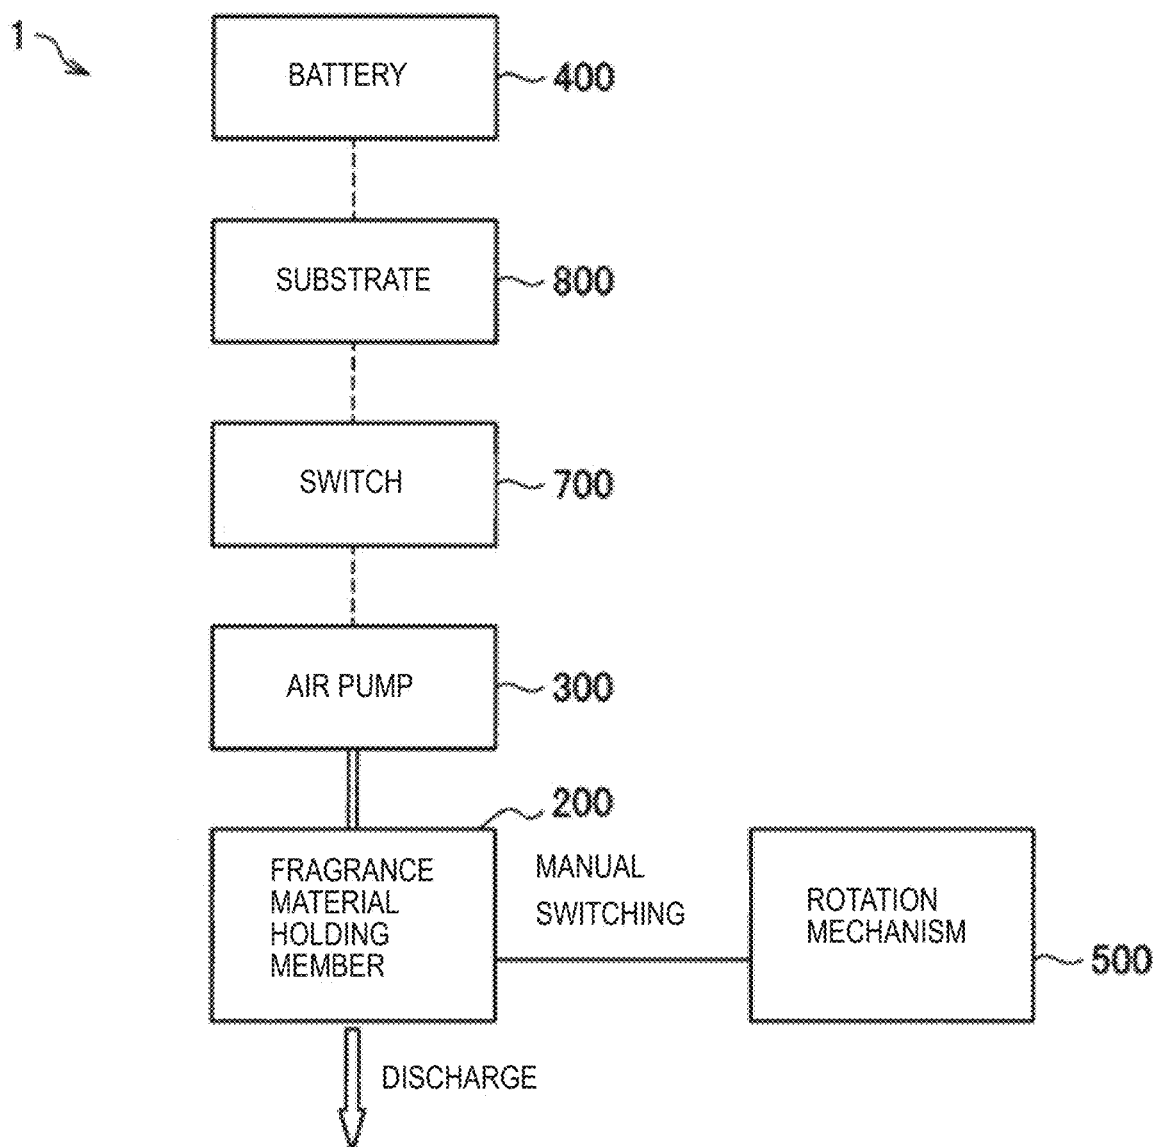 1
BATTERY
400
SUBSTRATE
800
SWITCH
700
AIR PUMP
300
200
FRAGRANCE
MATERIAL
HOLDING
MEMBER
MANUAL
SWITCHING
ROTATION
MECHANISM
500
DISCHARGE